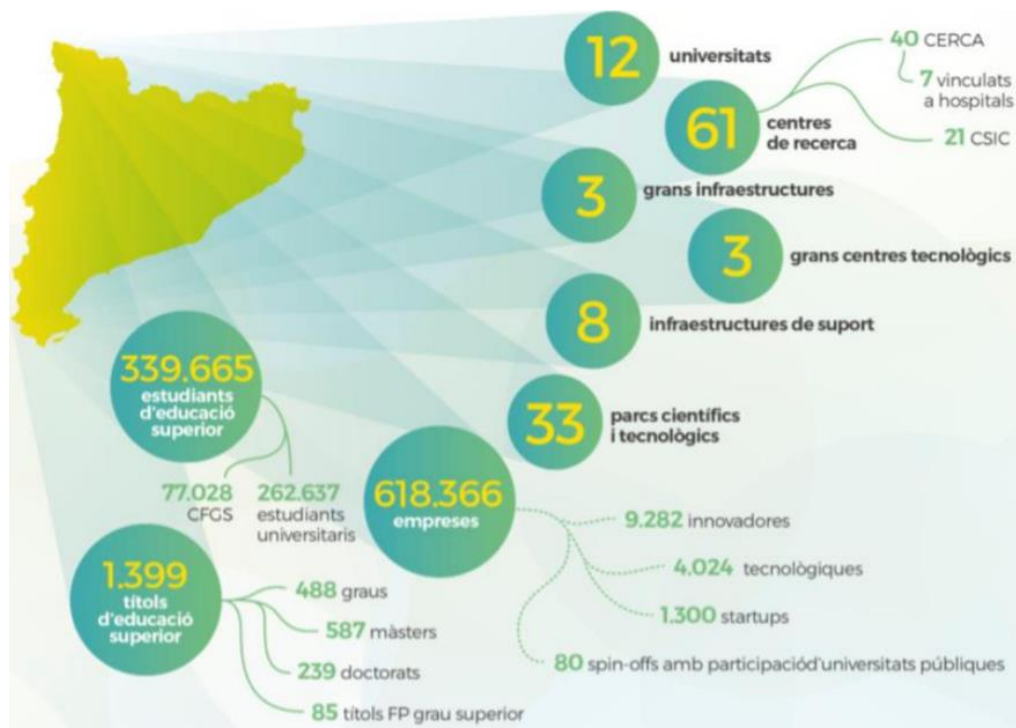 12
universitats
61
centres
de recerca
40 CERCA
7 vinculats
a hospitals
21 CSIC
3
grans infraestructures
3
grans centres tecnològics
8
infraestructures de suport
33
parcs científics
i tecnològics
339.665
estudiants
d'educació
superior
77.028
CFGS
262.637
estudiants
universitaris
618.366
empreses
9.282 innovadores
4.024 tecnològiques
1.300 startups
80 spin-offs amb participaciód'universitats públiques
1.399
títols
d'educació
superior
488 graus
587 màsters
239 doctorats
85 títols FP grau superior